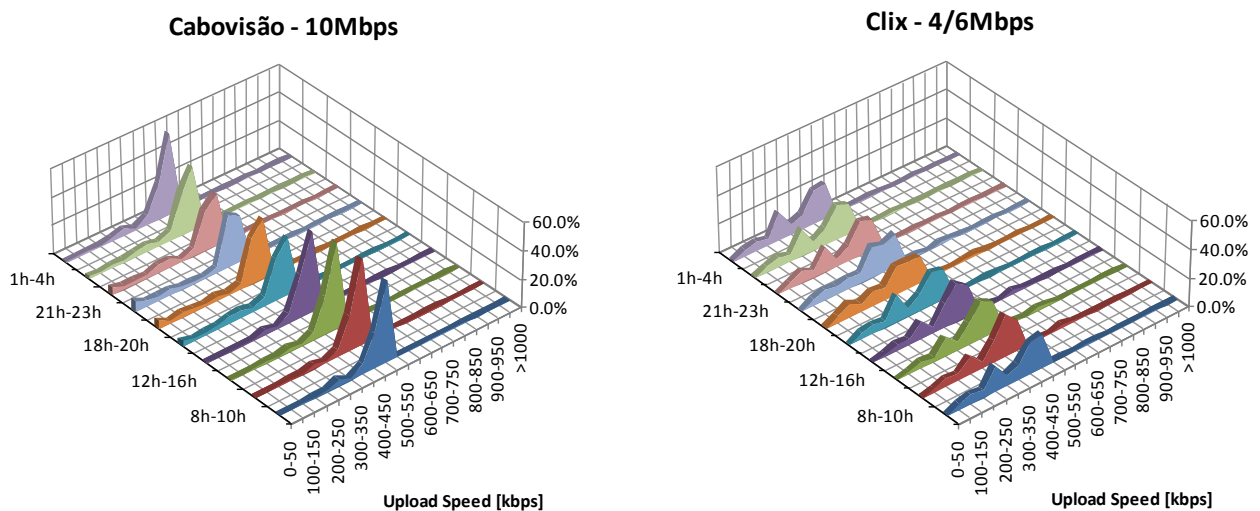 Cabovisão - 10Mbps
60.0%
40.0%
20.0%
0.0%
1h-4h
21h-23h
18h-20h
12h-16h
8h-10h
0-50
100-150
200-250
300-350
400-450
500-550
600-650
700-750
800-850
900-950
>1000
Upload Speed [kbps]
Clix - 4/6Mbps
60.0%
40.0%
20.0%
0.0%
1h-4h
21h-23h
18h-20h
12h-16h
8h-10h
0-50
100-150
200-250
300-350
400-450
500-550
600-650
700-750
800-850
900-950
>1000
Upload Speed [kbps]